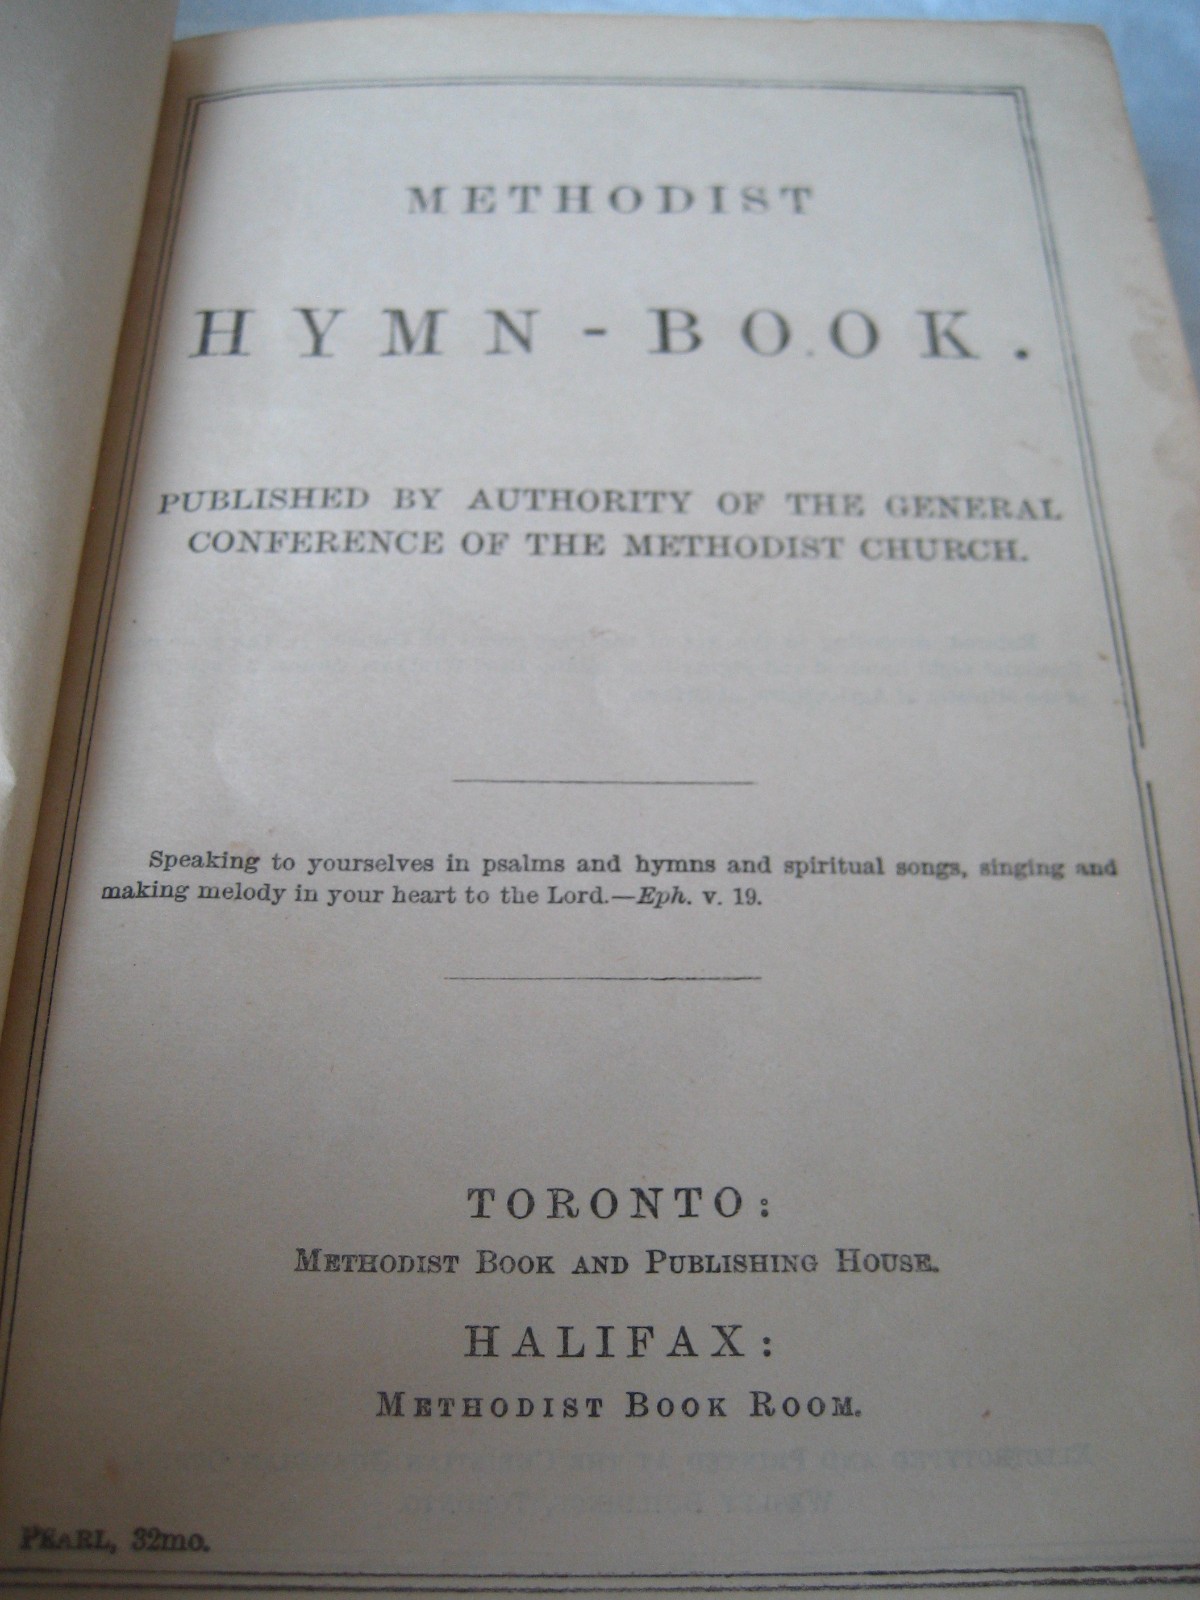 METHODIST
HYMN-BOOK.
PUBLISHED BY AUTHORITY OF THE GENERAL
CONFERENCE OF THE METHODIST CHURCH.
Speaking to yourselves in psalms and hymns and spiritual songs, singing and
making melody in your heart to the Lord.—Eph. v. 19.
TORONTO:
METHODIST BOOK AND PUBLISHING HOUSE.
HALIFAX:
METHODIST BOOK ROOM.
PEARL, 32mo.